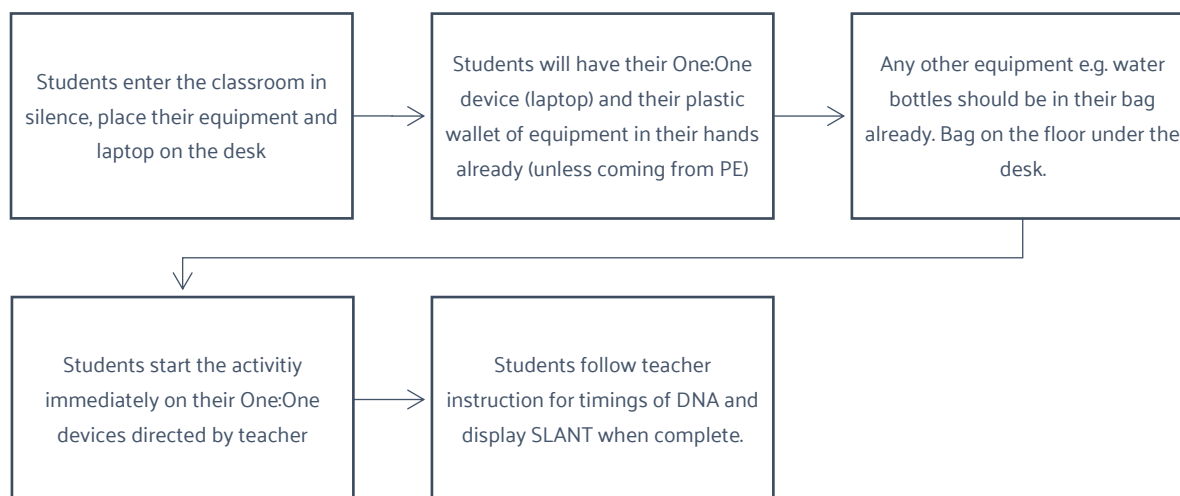 Students enter the classroom in
silence, place their equipment and
laptop on the desk
Students will have their One:One
device (laptop) and their plastic
wallet of equipment in their hands
already (unless coming from PE)
Any other equipment e.g. water
bottles should be in their bag
already. Bag on the floor under the
desk.
Students start the activitiy
immediately on their One:One
devices directed by teacher
Students follow teacher
instruction for timings of DNA and
display SLANT when complete.